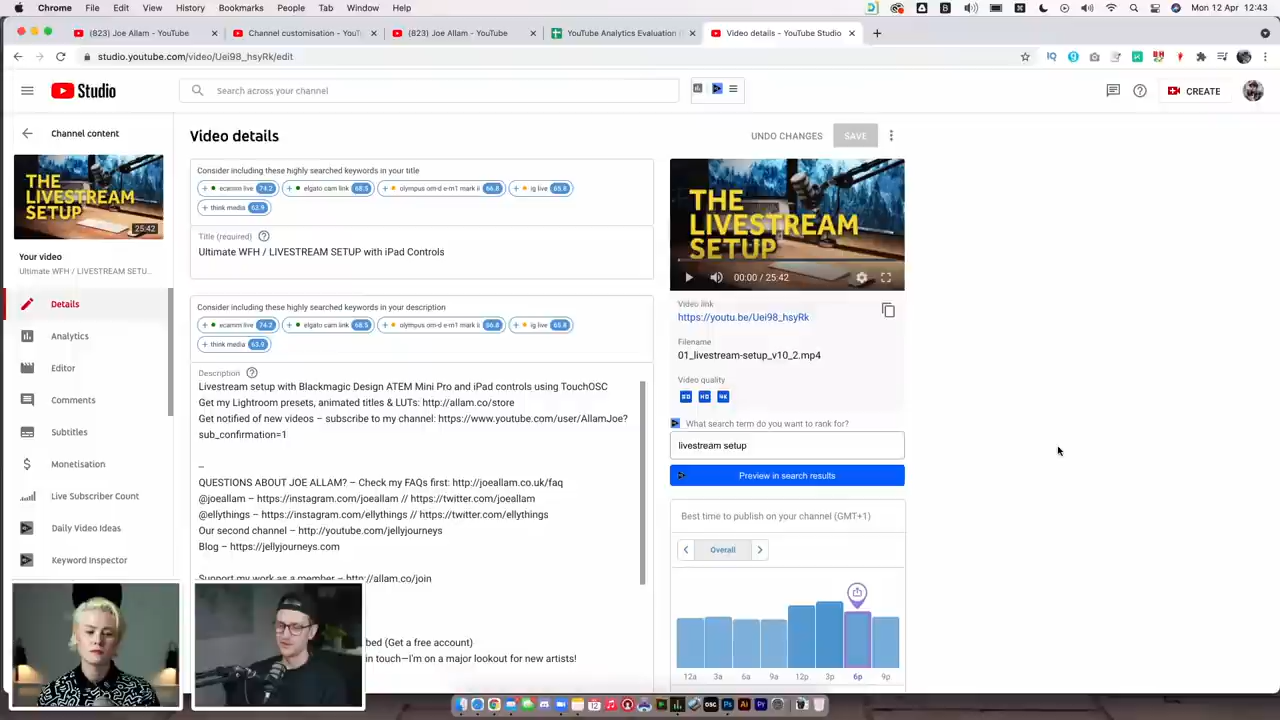 Chrome File Edit View History Bookmarks People Tab Window Help Mon 12 Apr 12:43
(823) Joe Allam - YouTube
Channel customisation - YouT
(823) Joe Allam - YouTube
YouTube Analytics Evaluation (
Video details - YouTube Studio
studio.youtube.com/video/Uei98_hsyRk/edit
Studio
Search across your channel
CREATE
Channel content
Video details
UNDO CHANGES
SAVE
THE
LIVESTREAM
SETUP
25:42
Your video
Ultimate WFH / LIVESTREAM SETU...
Details
Analytics
Editor
Comments
Subtitles
Monetisation
Live Subscriber Count
Daily Video Ideas
Keyword Inspector
Consider including these highly searched keywords in your title
+ ecamm live 74.2 + elgato cam link 68.5 + olympus om-d e-m1 mark ii 66.8 + ig live 65.8
+ think media 62.9
Title (required)
Ultimate WFH / LIVESTREAM SETUP with iPad Controls
Consider including these highly searched keywords in your description
+ ecamm live 74.2 + elgato cam link 68.5 + olympus om-d e-m1 mark ii 66.8 + ig live 65.8
+ think media 63.9
Description
Livestream setup with Blackmagic Design ATEM Mini Pro and iPad controls using TouchOSC
Get my Lightroom presets, animated titles & LUTs: http://allam.co/store
Get notified of new videos – subscribe to my channel: https://www.youtube.com/user/AllamJoe?
sub_confirmation=1
–
QUESTIONS ABOUT JOE ALLAM? – Check my FAQs first: http://joeallam.co.uk/faq
@joeallam – https://instagram.com/joeallam // https://twitter.com/joeallam
@ellythings – https://instagram.com/ellythings // https://twitter.com/ellythings
Our second channel – http://youtube.com/jellyjourneys
Blog – https://jellyjourneys.com
Support my work as a member – http://allam.co/join
bed (Get a free account)
in touch—I'm on a major lookout for new artists!
THE
LIVESTREAM
SETUP
00:00 / 25:42
Video link
https://youtu.be/Uei98_hsyRk
Filename
01_livestream-setup_v10_2.mp4
Video quality
SD HD 4K
What search term do you want to rank for?
livestream setup
Preview in search results
Best time to publish on your channel (GMT+1)
Overall
12a 3a 6a 9a 12p 3p 6p 9p